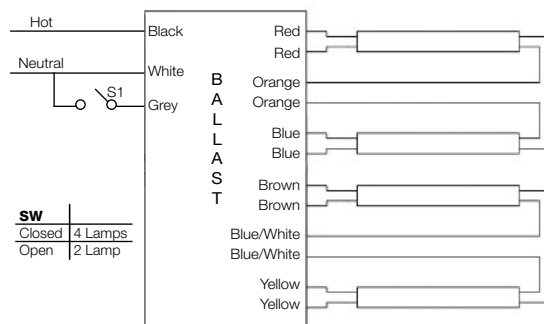 Hot
Black
Neutral
White
S1
Grey
BALLAST
Red
Red
Orange
Orange
Blue
Blue
Brown
Brown
Blue/White
Blue/White
Yellow
Yellow
SW
Closed 4 Lamps
Open 2 Lamp